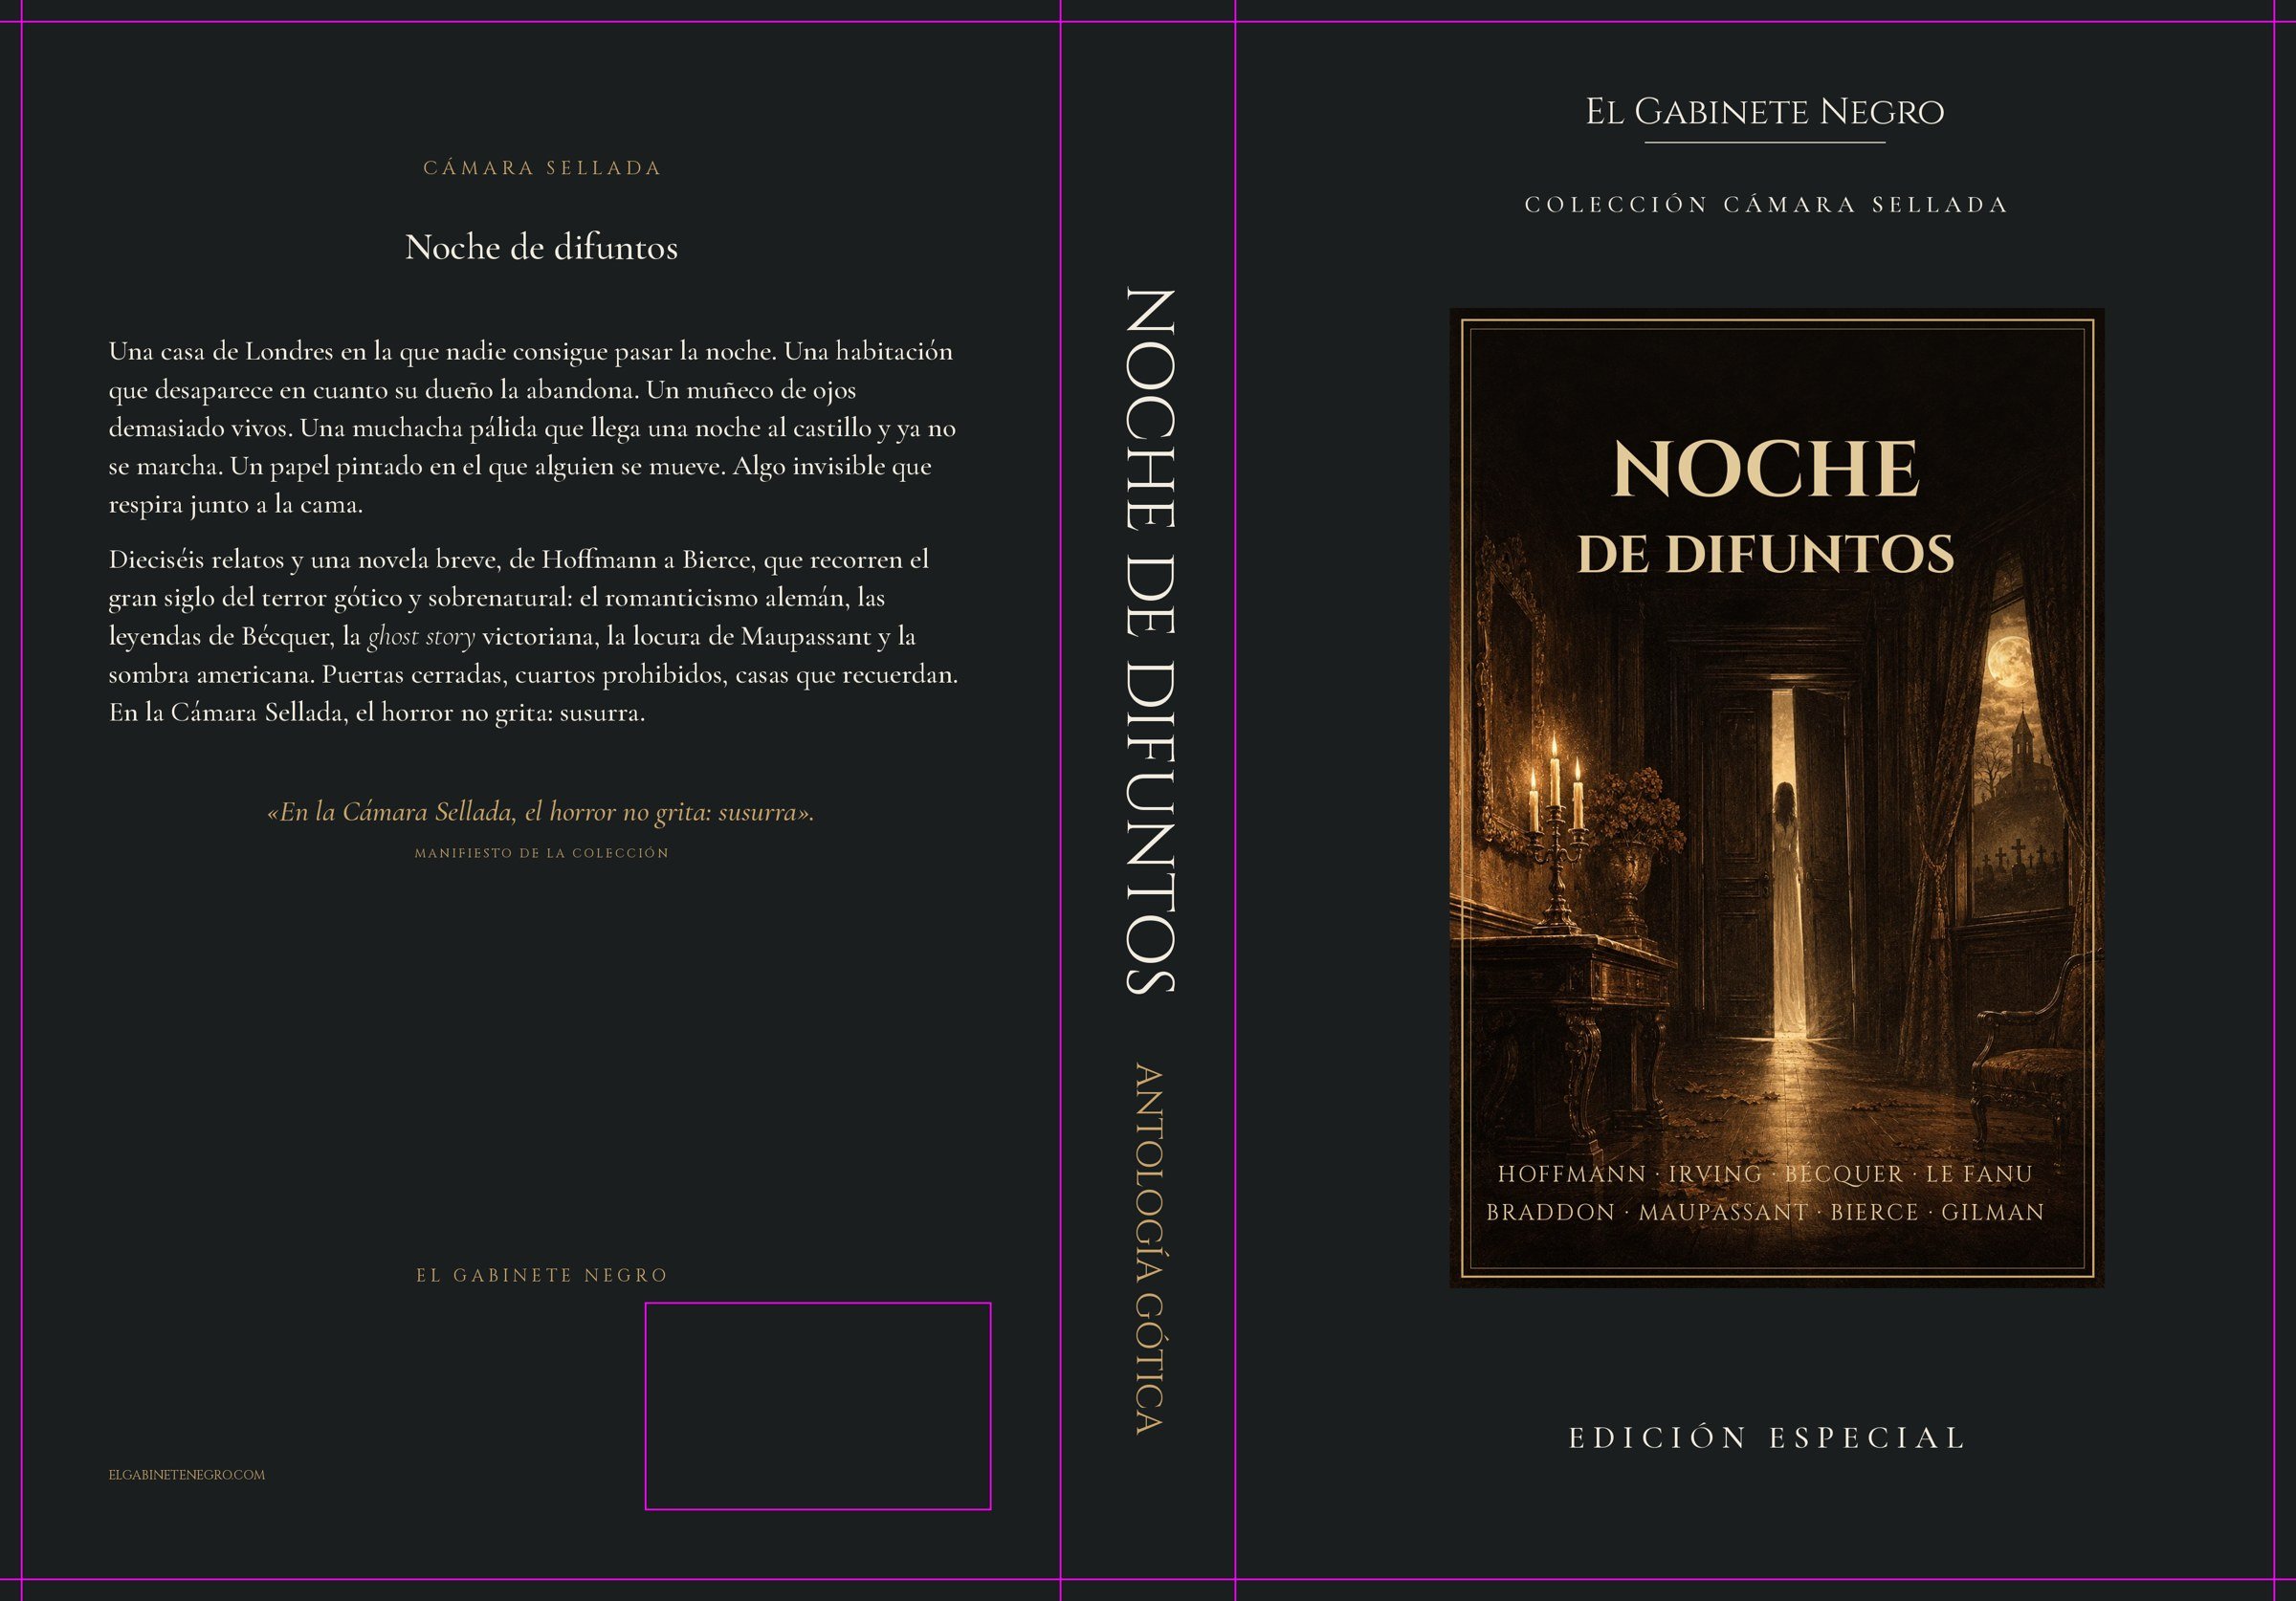 CÁMARA SELLADA
Noche de difuntos
Una casa de Londres en la que nadie consigue pasar la noche. Una habitación
que desaparece en cuanto su dueño la abandona. Un muñeco de ojos
demasiado vivos. Una muchacha pálida que llega una noche al castillo y ya no
se marcha. Un papel pintado en el que alguien se mueve. Algo invisible que
respira junto a la cama.
Dieciséis relatos y una novela breve, de Hoffmann a Bierce, que recorren el
gran siglo del terror gótico y sobrenatural: el romanticismo alemán, las
leyendas de Bécquer, la ghost story victoriana, la locura de Maupassant y la
sombra americana. Puertas cerradas, cuartos prohibidos, casas que recuerdan.
En la Cámara Sellada, el horror no grita: susurra.
«En la Cámara Sellada, el horror no grita: susurra».
MANIFIESTO DE LA COLECCIÓN
EL GABINETE NEGRO
ELGABINETENEGRO.COM
NOCHE DE DIFUNTOS ANTOLOGÍA GÓTICA
EL GABINETE NEGRO
COLECCIÓN CÁMARA SELLADA
NOCHE
DE DIFUNTOS
HOFFMANN · IRVING · BÉCQUER · LE FANU
BRADDON · MAUPASSANT · BIERCE · GILMAN
EDICIÓN ESPECIAL